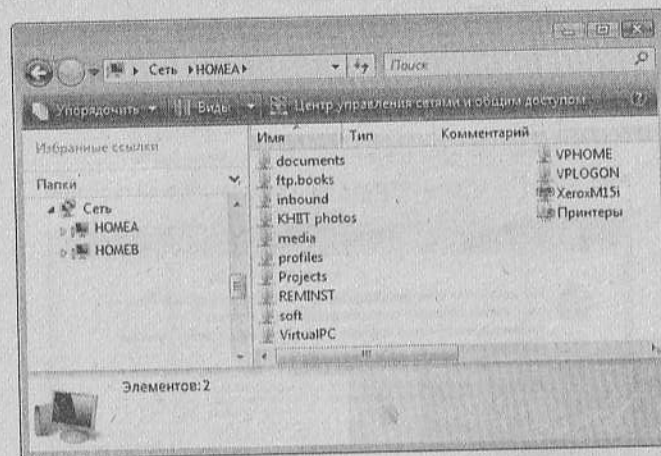 Сеть HOMEA Поиск
Упорядочить Виды Центр управления сетями и общим доступом
Избранные ссылки
Папки
Сеть
HOMEA
HOMEB
Имя Тип Комментарий
documents
ftp.books
inbound
KHIIT photos
media
profiles
Projects
REMINST
soft
VirtualPC
VPHOME
VPLOGON
XeroxM15i
Принтеры
Элементов: 2